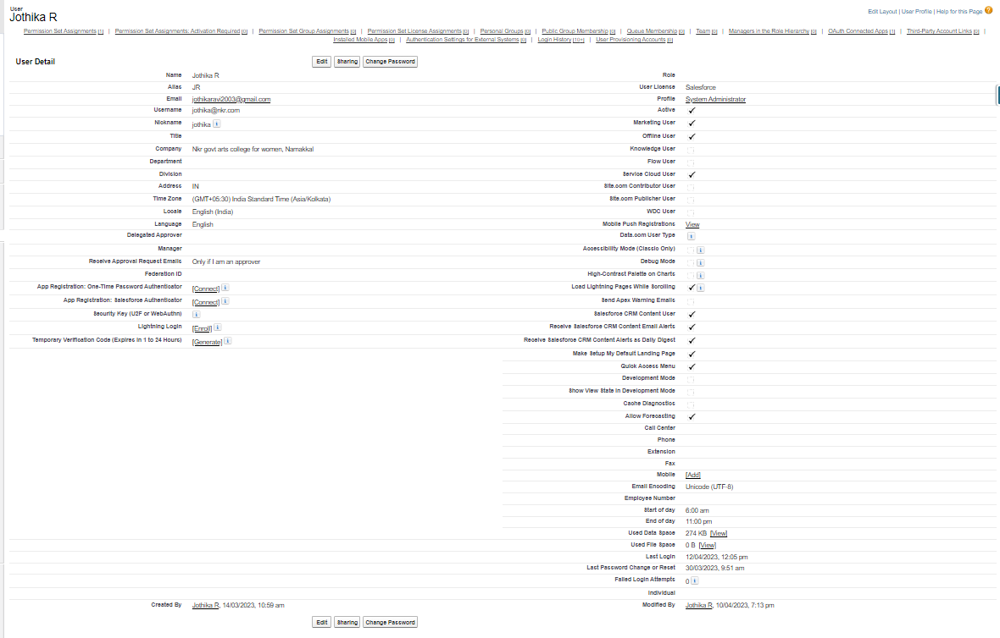 User
Jothika R
Edit Layout | User Profile | Help for this Page
Permission Set Assignments [1] | Permission Set Assignments: Activation Required [0] | Permission Set Group Assignments [0] | Permission Set License Assignments [0] | Personal Groups [0] | Public Group Membership [0] | Queue Membership [0] | Team [0] | Managers in the Role Hierarchy [0] | OAuth Connected Apps [1] | Third-Party Account Links [0] |
Installed Mobile Apps [0] | Authentication Settings for External Systems [0] | Login History [10+] | User Provisioning Accounts [0]
User Detail Edit Sharing Change Password
Name Jothika R Role
Alias JR User License Salesforce
Email jothikaravi2003@gmail.com Profile System Administrator
Username jothika@nkr.com Active
Nickname jothika i Marketing User
Title Offline User
Company Nkr govt arts college for women, Namakkal Knowledge User
Department Flow User
Division Service Cloud User
Address IN Site.com Contributor User
Time Zone (GMT+05:30) India Standard Time (Asia/Kolkata) Site.com Publisher User
Locale English (India) WDC User
Language English Mobile Push Registrations View
Delegated Approver Data.com User Type i
Manager Accessibility Mode (Classic Only) i
Receive Approval Request Emails Only if I am an approver Debug Mode i
Federation ID High-Contrast Palette on Charts i
App Registration: One-Time Password Authenticator [Connect] i Load Lightning Pages While Scrolling i
App Registration: Salesforce Authenticator [Connect] i Send Apex Warning Emails
Security Key (U2F or WebAuthn) i Salesforce CRM Content User
Lightning Login [Enroll] i Receive Salesforce CRM Content Email Alerts
Temporary Verification Code (Expires in 1 to 24 Hours) [Generate] i Receive Salesforce CRM Content Alerts as Daily Digest
Make Setup My Default Landing Page
Quick Access Menu
Development Mode
Show View State in Development Mode
Cache Diagnostics
Allow Forecasting
Call Center
Phone
Extension
Fax
Mobile [Add]
Email Encoding Unicode (UTF-8)
Employee Number
Start of day 6:00 am
End of day 11:00 pm
Used Data Space 274 KB [View]
Used File Space 0 B [View]
Last Login 12/04/2023, 12:05 pm
Last Password Change or Reset 30/03/2023, 9:51 am
Failed Login Attempts 0 i
Individual
Created By Jothika R, 14/03/2023, 10:59 am Modified By Jothika R, 10/04/2023, 7:13 pm
Edit Sharing Change Password